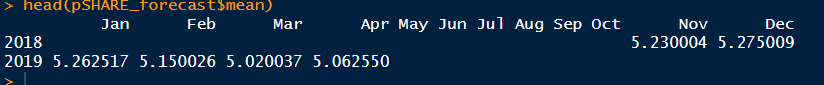 > head(pSHARE_forecast$mean)
Jan Feb Mar Apr May Jun Jul Aug Sep Oct Nov Dec
2018 5.230004 5.275009
2019 5.262517 5.150026 5.020037 5.062550
>